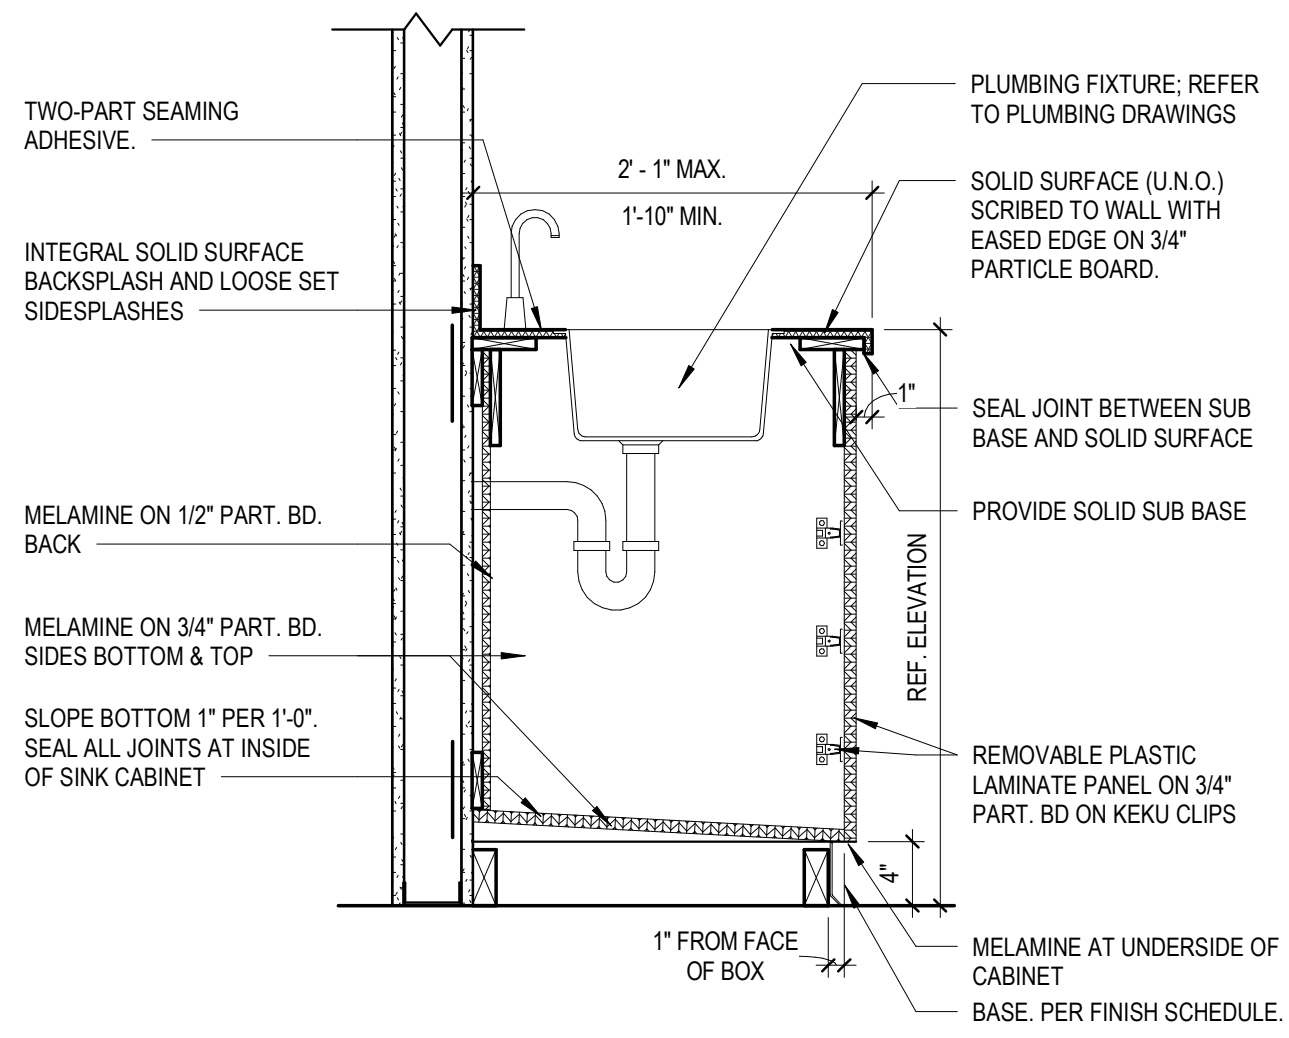 TWO-PART SEAMING
ADHESIVE.
INTEGRAL SOLID SURFACE
BACKSPLASH AND LOOSE SET
SIDESPLASHES
MELAMINE ON 1/2" PART. BD.
BACK
MELAMINE ON 3/4" PART. BD.
SIDES BOTTOM & TOP
SLOPE BOTTOM 1" PER 1'-0".
SEAL ALL JOINTS AT INSIDE
OF SINK CABINET
2' - 1" MAX.
1'-10" MIN.
1"
REF. ELEVATION
4"
1" FROM FACE
OF BOX
PLUMBING FIXTURE; REFER
TO PLUMBING DRAWINGS
SOLID SURFACE (U.N.O.)
SCRIBED TO WALL WITH
EASED EDGE ON 3/4"
PARTICLE BOARD.
SEAL JOINT BETWEEN SUB
BASE AND SOLID SURFACE
PROVIDE SOLID SUB BASE
REMOVABLE PLASTIC
LAMINATE PANEL ON 3/4"
PART. BD ON KEKU CLIPS
MELAMINE AT UNDERSIDE OF
CABINET
BASE. PER FINISH SCHEDULE.